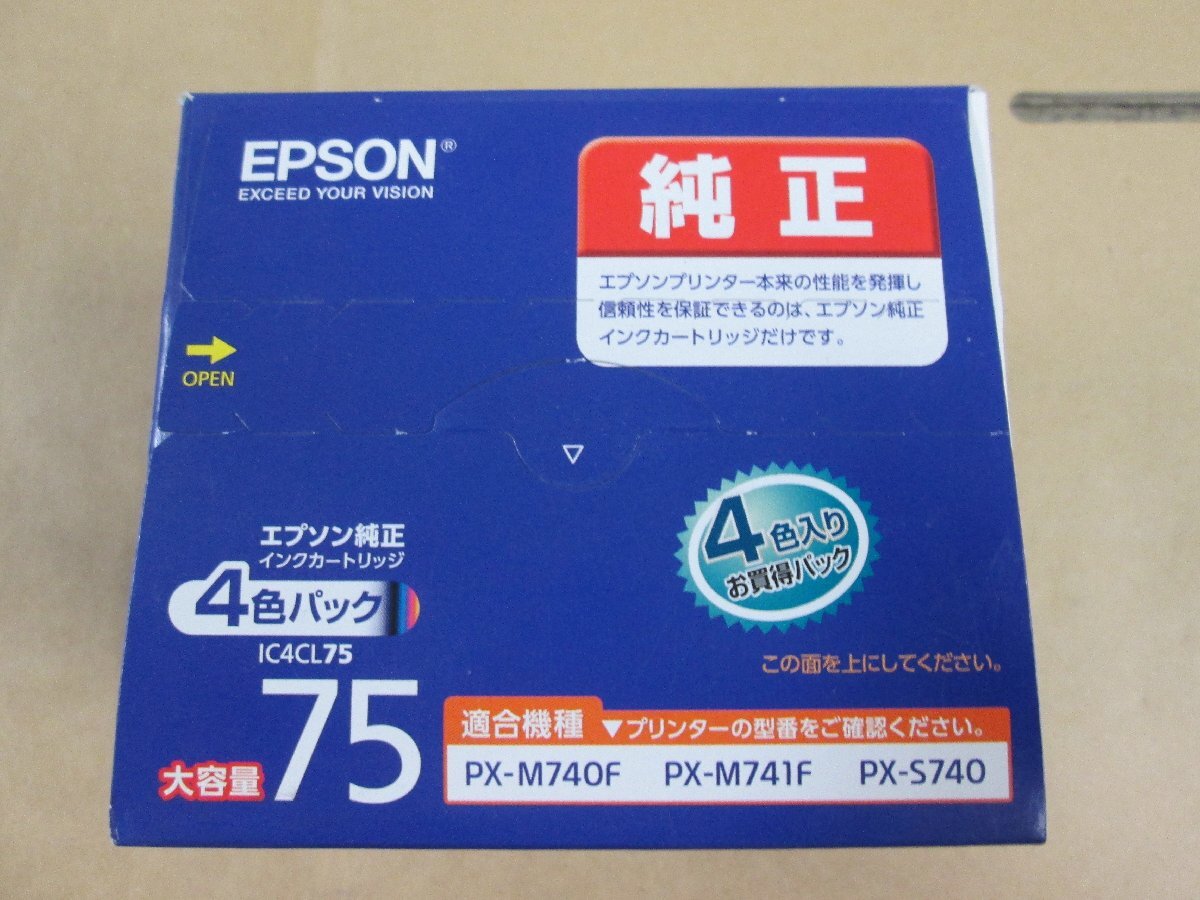 EPSON®
EXCEED YOUR VISION
純正
エプソンプリンター本来の性能を発揮し
信頼性を保証できるのは、エプソン純正
インクカートリッジだけです。
OPEN
エプソン純正
インクカートリッジ
4色パック
IC4CL75
大容量 75
4色入り
お買得パック
この面を上にしてください。
適合機種 ▼プリンターの型番をご確認ください。
PX-M740F PX-M741F PX-S740